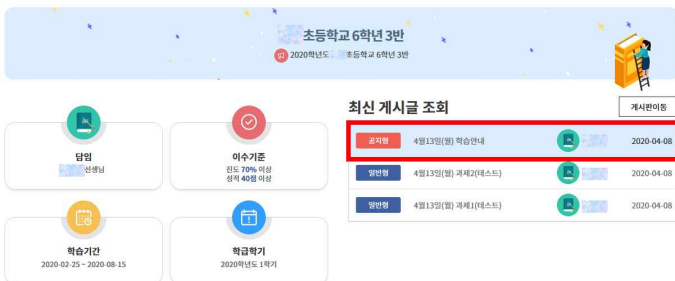 초등학교 6학년 3반
2020학년도 초등학교 6학년 3반
담임
선생님
이수기준
진도 70% 이상
성적 40점 이상
학습기간
2020-02-25 ~ 2020-08-15
학급학기
2020학년도 1학기
최신 게시글 조회
게시판이동
공지형 4월13일(월) 학습안내 2020-04-08
일반형 4월13일(월) 과제2(테스트) 2020-04-08
일반형 4월13일(월) 과제1(테스트) 2020-04-08